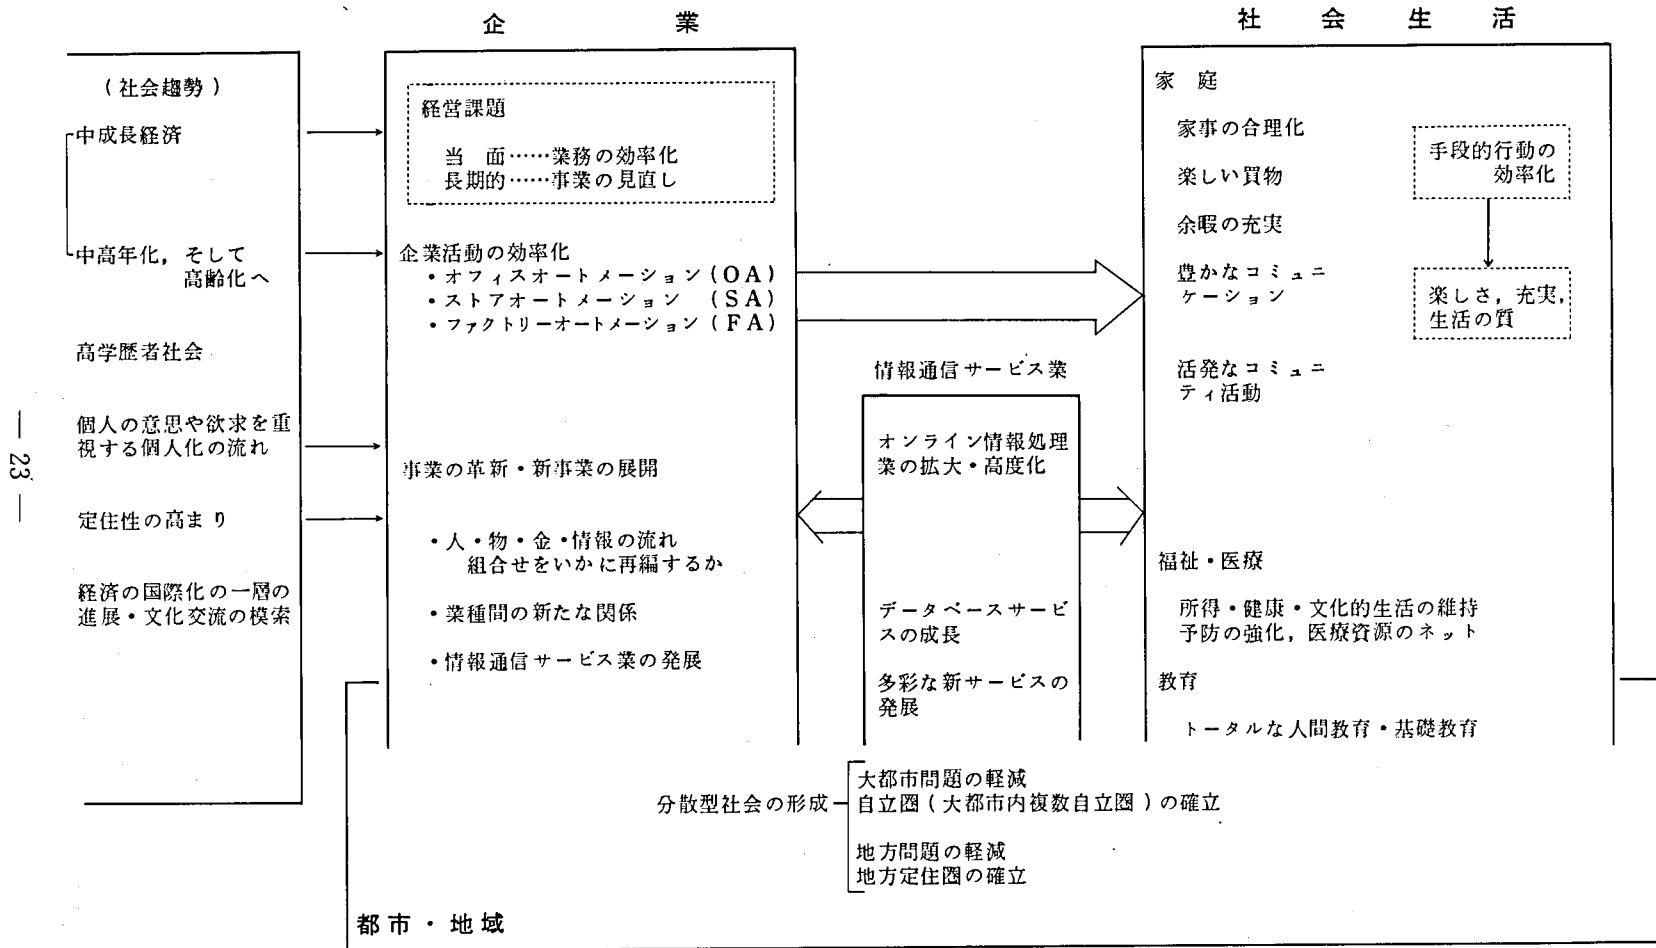 企業
社会生活
(社会趨勢)
中成長経済
中高年化，そして
高齢化へ
高学歴者社会
個人の意思や欲求を重
視する個人化の流れ
定住性の高まり
経済の国際化の一層の
進展・文化交流の模索
経営課題
当面……業務の効率化
長期的……事業の見直し
企業活動の効率化
・オフィスオートメーション(OA)
・ストアオートメーション (SA)
・ファクトリーオートメーション(FA)
事業の革新・新事業の展開
・人・物・金・情報の流れ
組合せをいかに再編するか
・業種間の新たな関係
・情報通信サービス業の発展
情報通信サービス業
オンライン情報処理
業の拡大・高度化
データベースサービ
スの成長
多彩な新サービスの
発展
家庭
家事の合理化
楽しい買物
余暇の充実
豊かなコミュニ
ケーション
活発なコミュニ
ティ活動
手段的行動の
効率化
楽しさ，充実，
生活の質
福祉・医療
所得・健康・文化的生活の維持
予防の強化，医療資源のネット
教育
トータルな人間教育・基礎教育
分散型社会の形成
大都市問題の軽減
自立圏(大都市内複数自立圏)の確立
地方問題の軽減
地方定住圏の確立
都市・地域
— 23 —